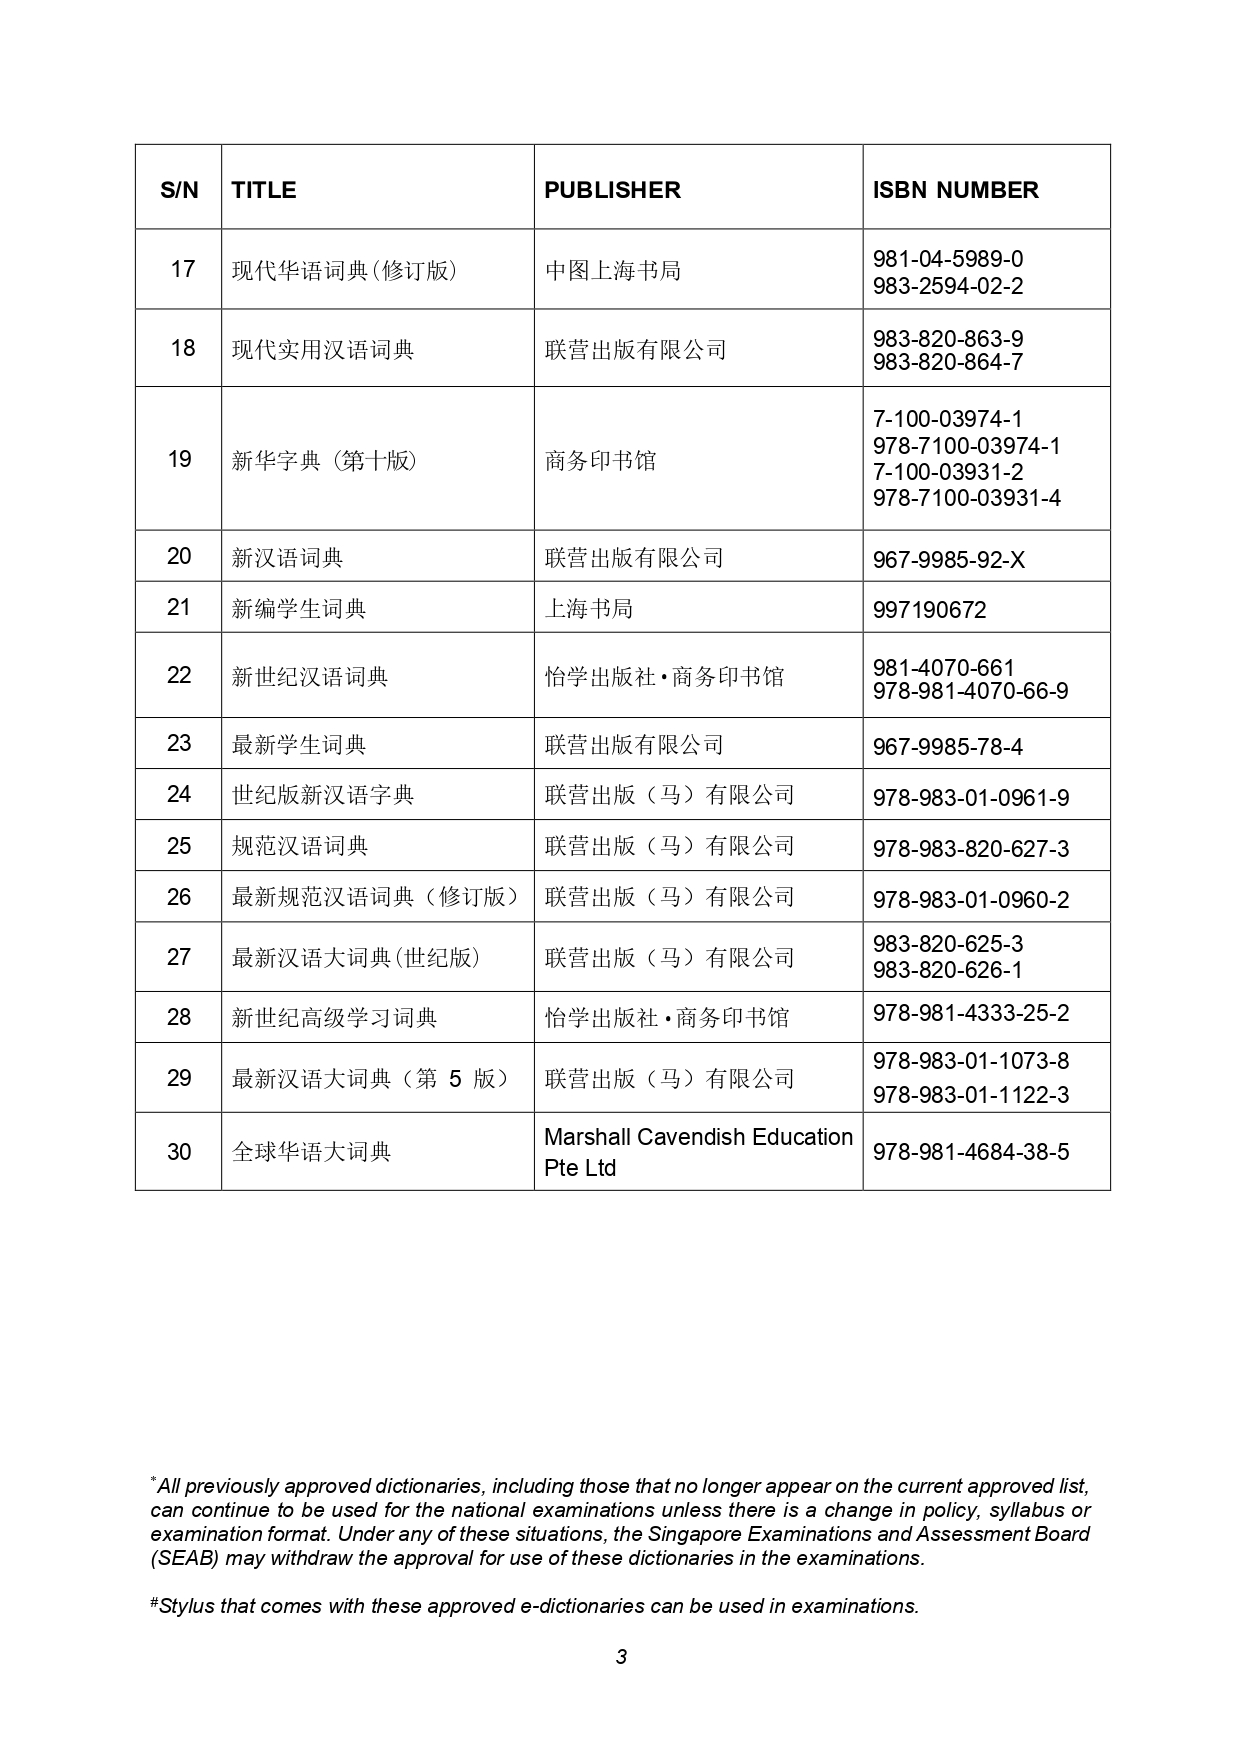 S/N TITLE PUBLISHER ISBN NUMBER
17 现代华语词典(修订版) 中图上海书局 981-04-5989-0
983-2594-02-2
18 现代实用汉语词典 联营出版有限公司 983-820-863-9
983-820-864-7
19 新华字典 (第十版) 商务印书馆 7-100-03974-1
978-7100-03974-1
7-100-03931-2
978-7100-03931-4
20 新汉语词典 联营出版有限公司 967-9985-92-X
21 新编学生词典 上海书局 997190672
22 新世纪汉语词典 怡学出版社•商务印书馆 981-4070-661
978-981-4070-66-9
23 最新学生词典 联营出版有限公司 967-9985-78-4
24 世纪版新汉语字典 联营出版（马）有限公司 978-983-01-0961-9
25 规范汉语词典 联营出版（马）有限公司 978-983-820-627-3
26 最新规范汉语词典（修订版） 联营出版（马）有限公司 978-983-01-0960-2
27 最新汉语大词典(世纪版) 联营出版（马）有限公司 983-820-625-3
983-820-626-1
28 新世纪高级学习词典 怡学出版社•商务印书馆 978-981-4333-25-2
29 最新汉语大词典（第 5 版） 联营出版（马）有限公司 978-983-01-1073-8
978-983-01-1122-3
30 全球华语大词典 Marshall Cavendish Education
Pte Ltd 978-981-4684-38-5
*All previously approved dictionaries, including those that no longer appear on the current approved list,
can continue to be used for the national examinations unless there is a change in policy, syllabus or
examination format. Under any of these situations, the Singapore Examinations and Assessment Board
(SEAB) may withdraw the approval for use of these dictionaries in the examinations.
#Stylus that comes with these approved e-dictionaries can be used in examinations.
3